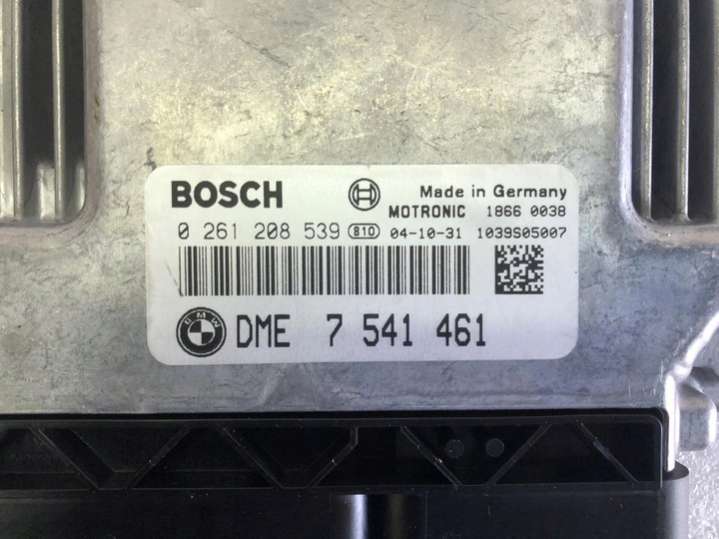 BOSCH Made in Germany
MOTRONIC 1866 0038
0 261 208 539 810 04-10-31 1039S05007
BMW DME 7 541 461